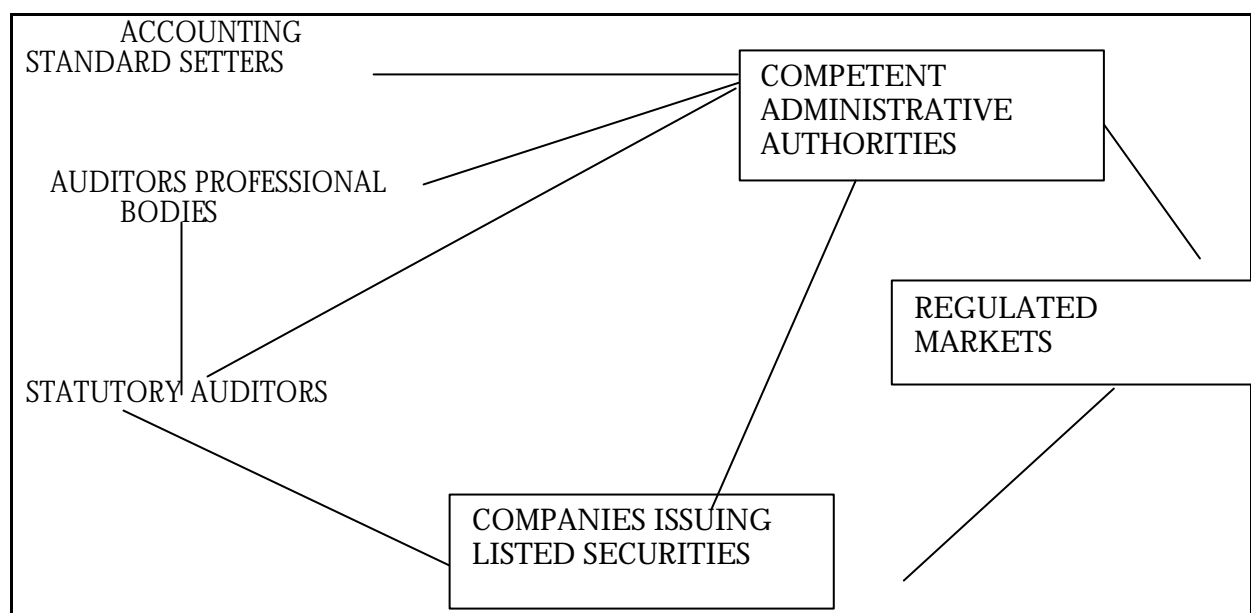 ACCOUNTING
STANDARD SETTERS
COMPETENT
ADMINISTRATIVE
AUTHORITIES
AUDITORS PROFESSIONAL
BODIES
REGULATED
MARKETS
STATUTORY AUDITORS
COMPANIES ISSUING
LISTED SECURITIES